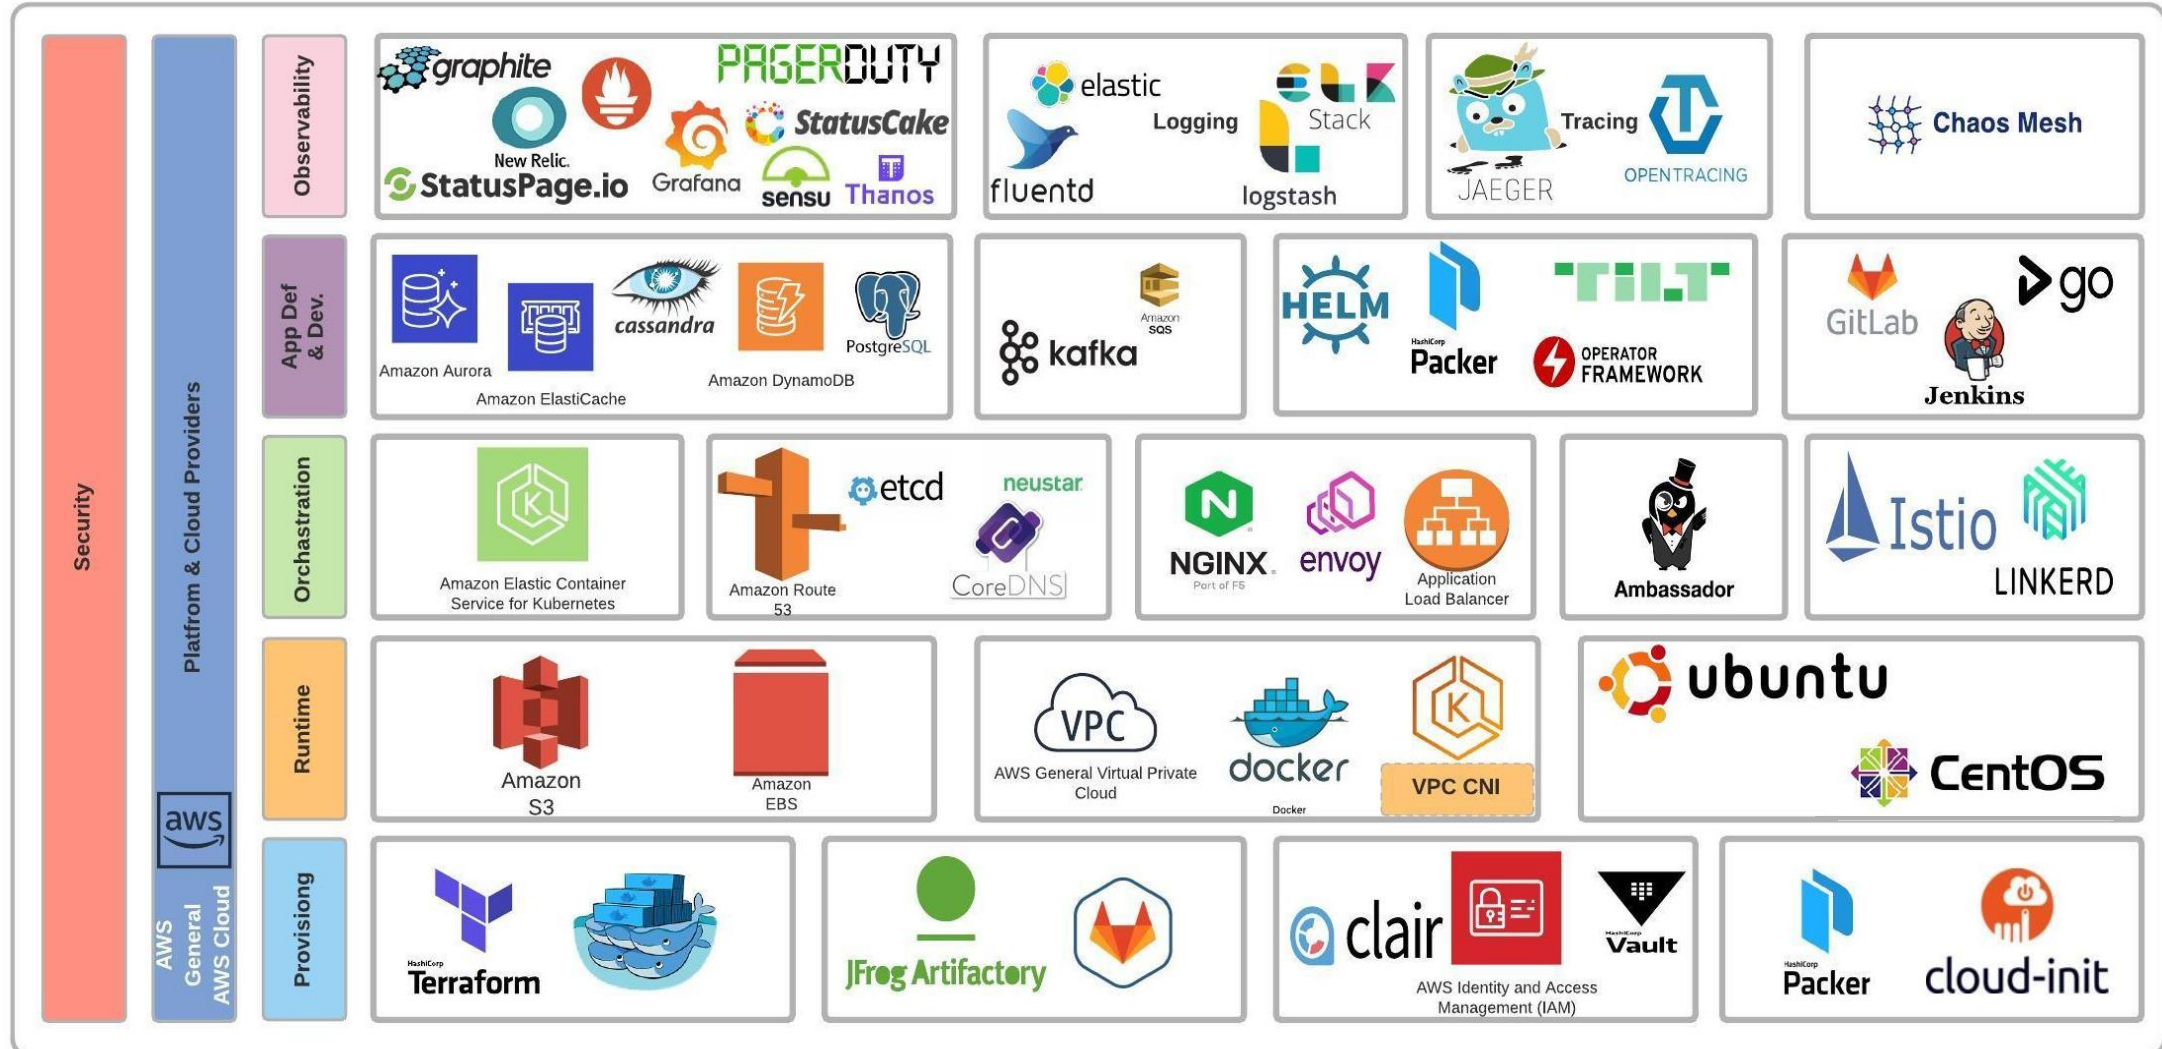 Security
Platfrom & Cloud Providers
aws
AWS
General
AWS Cloud
Observability
graphite
PAGERDUTY
New Relic.
StatusCake
StatusPage.io
Grafana
sensu
Thanos
elastic
Logging
ELK
Stack
fluentd
logstash
Tracing
JAEGER
OPENTRACING
Chaos Mesh
App Def
& Dev.
Amazon Aurora
Amazon ElastiCache
cassandra
Amazon DynamoDB
PostgreSQL
kafka
Amazon
SQS
HELM
HashiCorp
Packer
TILT
OPERATOR
FRAMEWORK
GitLab
Jenkins
go
Orchastration
K
Amazon Elastic Container
Service for Kubernetes
Amazon Route
53
etcd
neustar
C
CoreDNS
N
NGINX
Part of F5
envoy
Application
Load Balancer
Ambassador
Istio
LINKERD
Runtime
Amazon
S3
Amazon
EBS
VPC
AWS General Virtual Private
Cloud
docker
Docker
K
VPC CNI
ubuntu
CentOS
Provisiong
HashiCorp
Terraform
JFrog Artifactory
clair
AWS Identity and Access
Management (IAM)
HashiCorp
Vault
HashiCorp
Packer
cloud-init